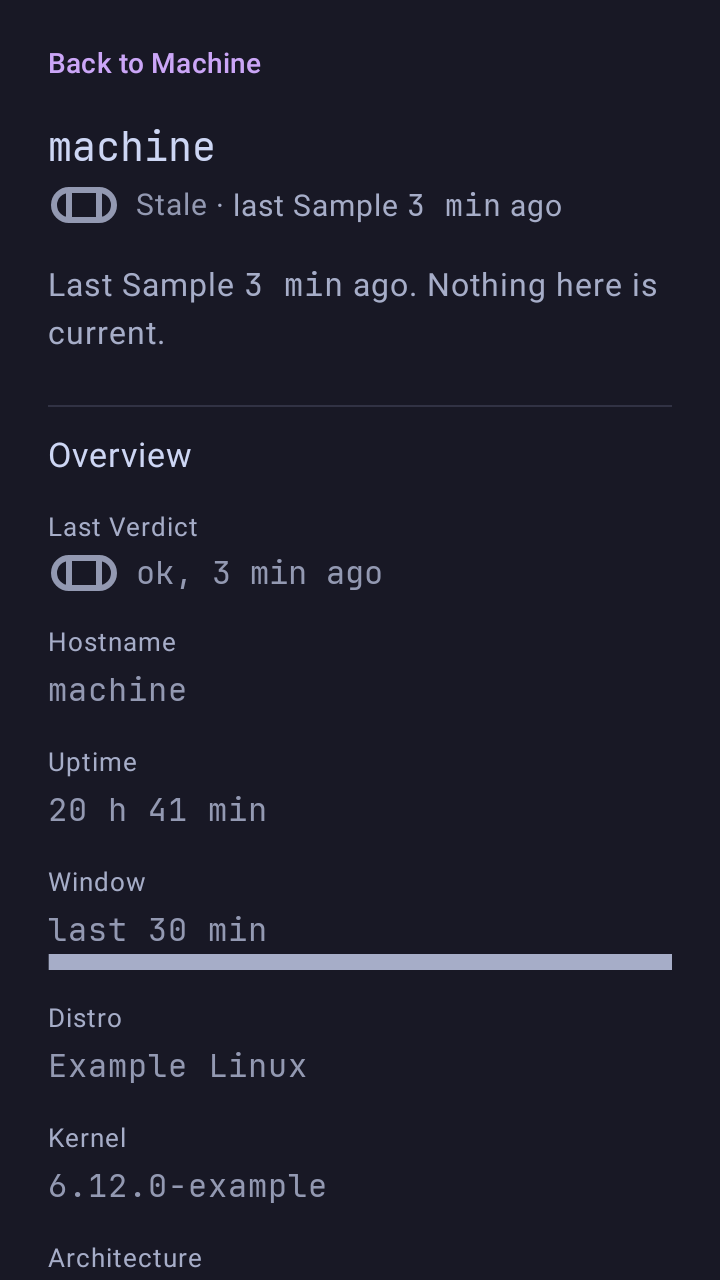 Back to Machine
machine
Stale · last Sample 3 min ago
Last Sample 3 min ago. Nothing here is
current.
Overview
Last Verdict
ok, 3 min ago
Hostname
machine
Uptime
20 h 41 min
Window
last 30 min
Distro
Example Linux
Kernel
6.12.0-example
Architecture